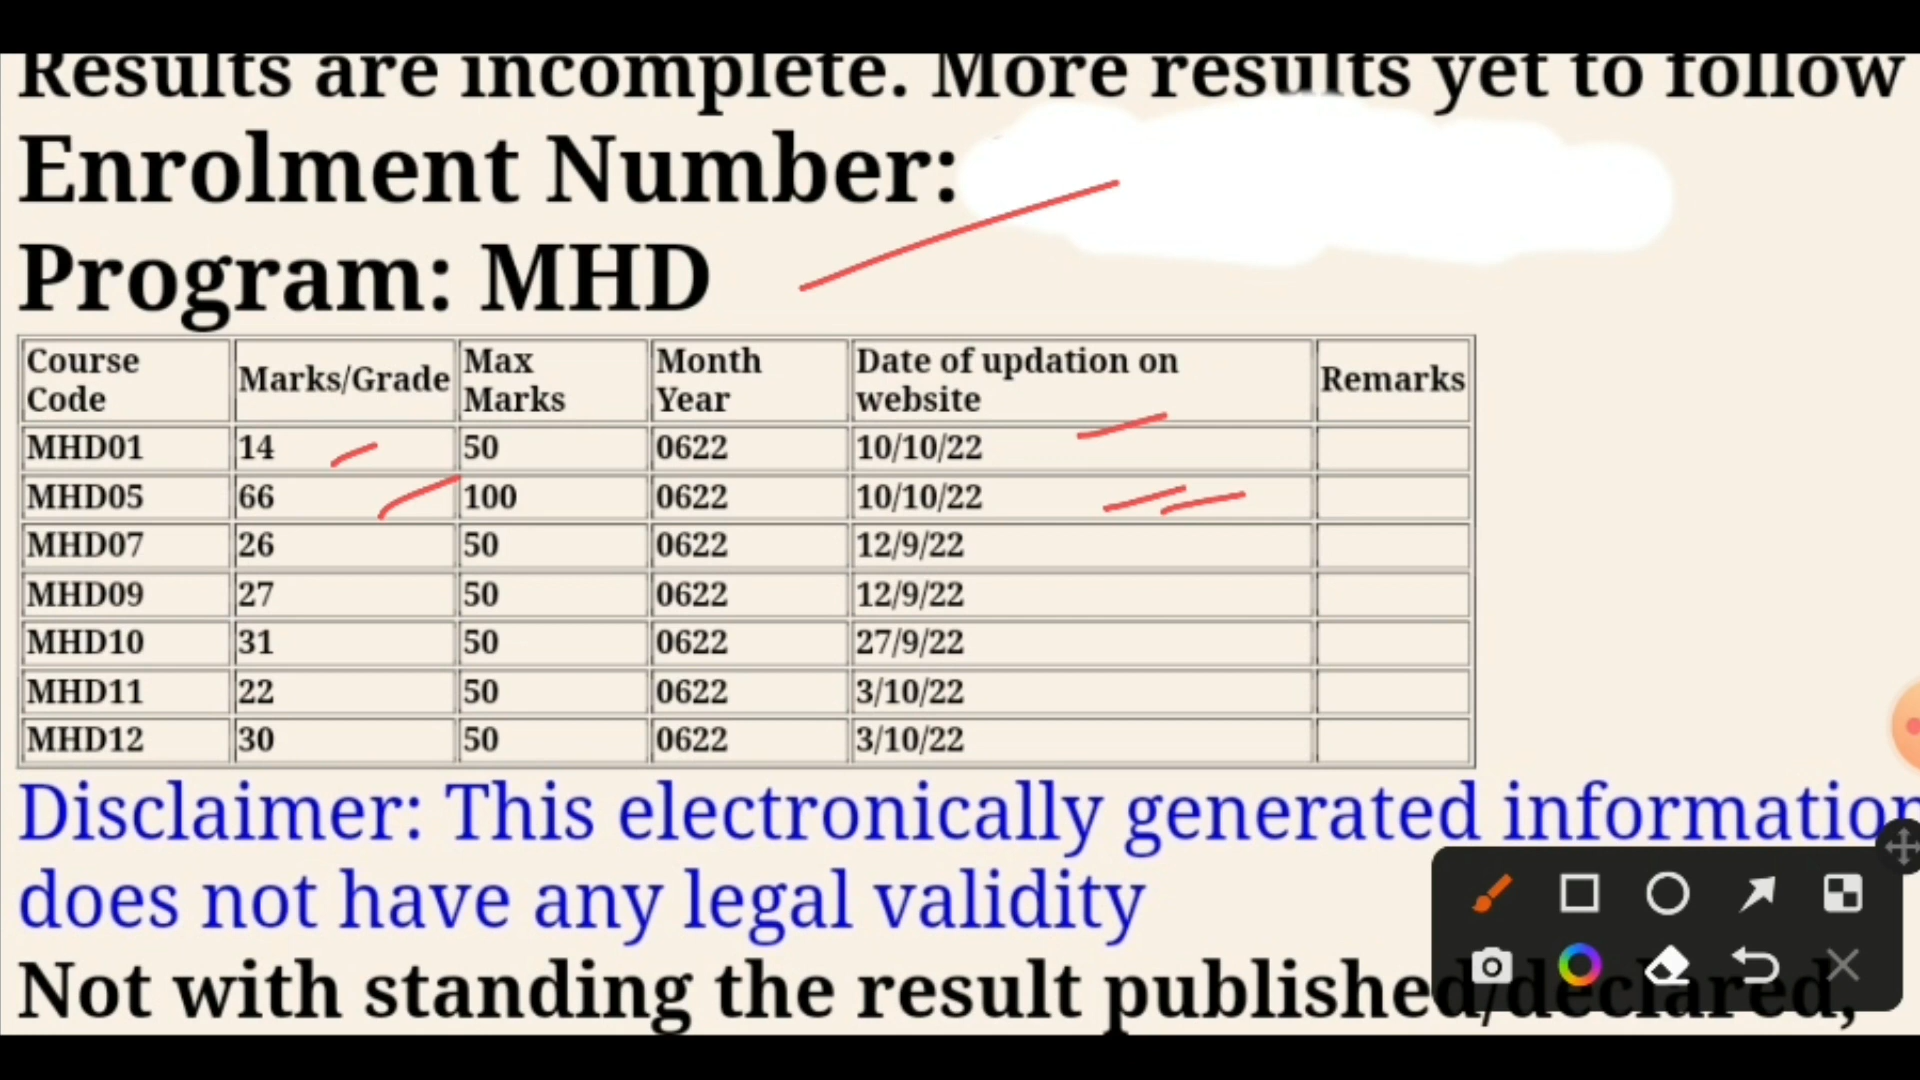 Results are incomplete. More results yet to follow
Enrolment Number:
Program: MHD
Course Code Marks/Grade Max Marks Month Year Date of updation on website Remarks
MHD01 14 50 0622 10/10/22
MHD05 66 100 0622 10/10/22
MHD07 26 50 0622 12/9/22
MHD09 27 50 0622 12/9/22
MHD10 31 50 0622 27/9/22
MHD11 22 50 0622 3/10/22
MHD12 30 50 0622 3/10/22
Disclaimer: This electronically generated information
does not have any legal validity
Not with standing the result published/declared,